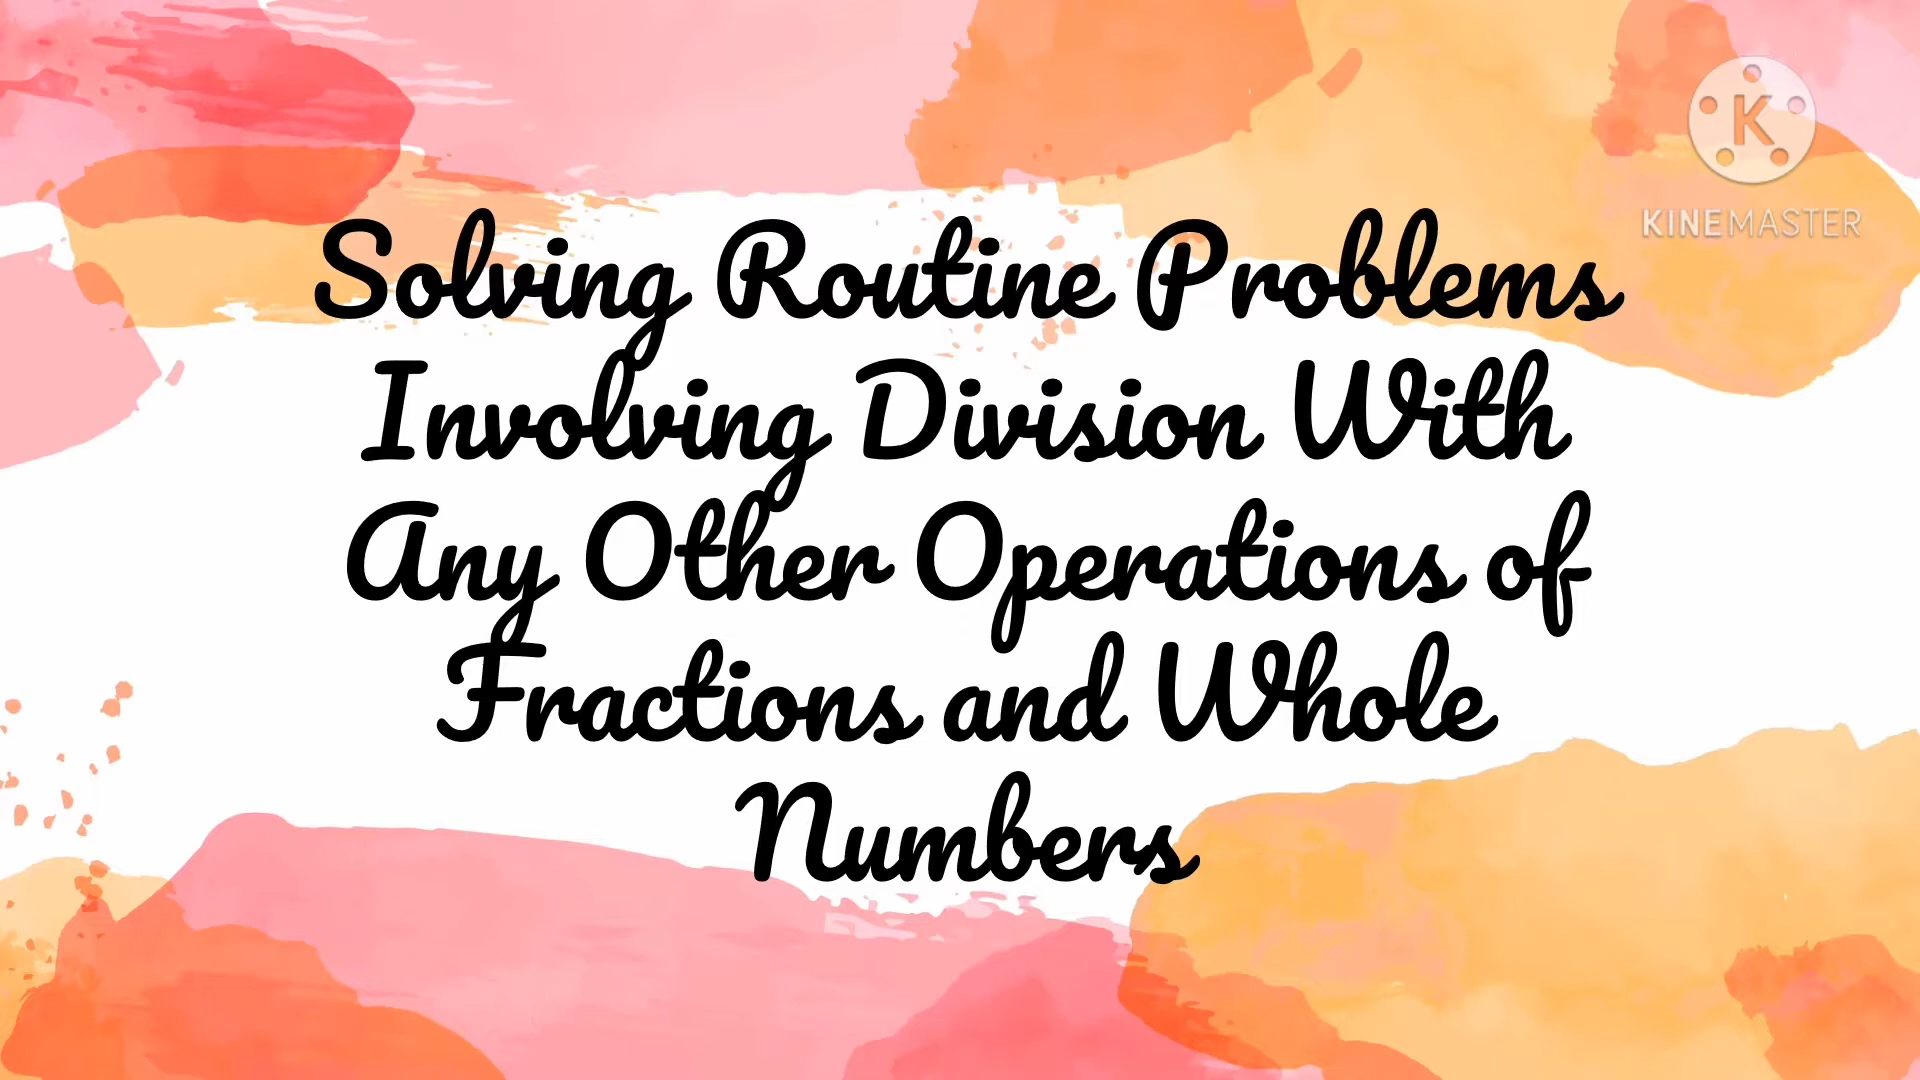 K
KINEMASTER
Solving Routine Problems
Involving Division With
Any Other Operations of
Fractions and Whole
Numbers